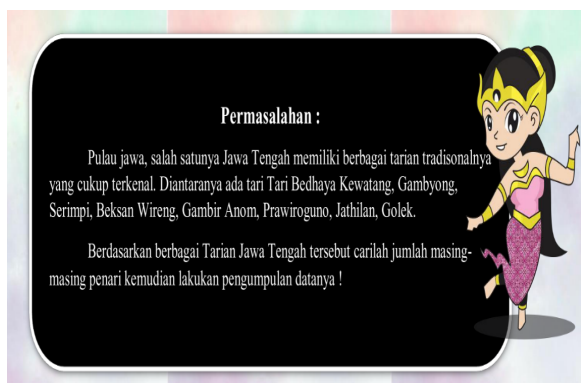 Permasalahan :
Pulau jawa, salah satunya Jawa Tengah memiliki berbagai tarian tradisonalnya
yang cukup terkenal. Diantaranya ada tari Tari Bedhaya Kewatang, Gambyong,
Serimpi, Beksan Wireng, Gambir Anom, Prawiroguno, Jathilan, Golek.
Berdasarkan berbagai Tarian Jawa Tengah tersebut carilah jumlah masing-
masing penari kemudian lakukan pengumpulan datanya !